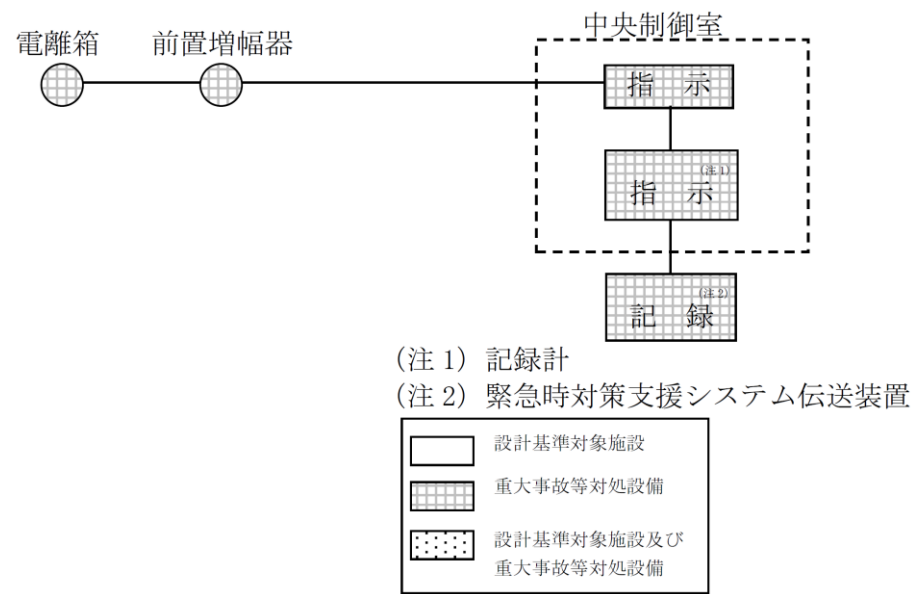 中央制御室
電離箱 前置増幅器
指 示
指 示(注1)
記 録(注2)
(注 1) 記録計
(注 2) 緊急時対策支援システム伝送装置
設計基準対象施設
重大事故等対処設備
設計基準対象施設及び
重大事故等対処設備